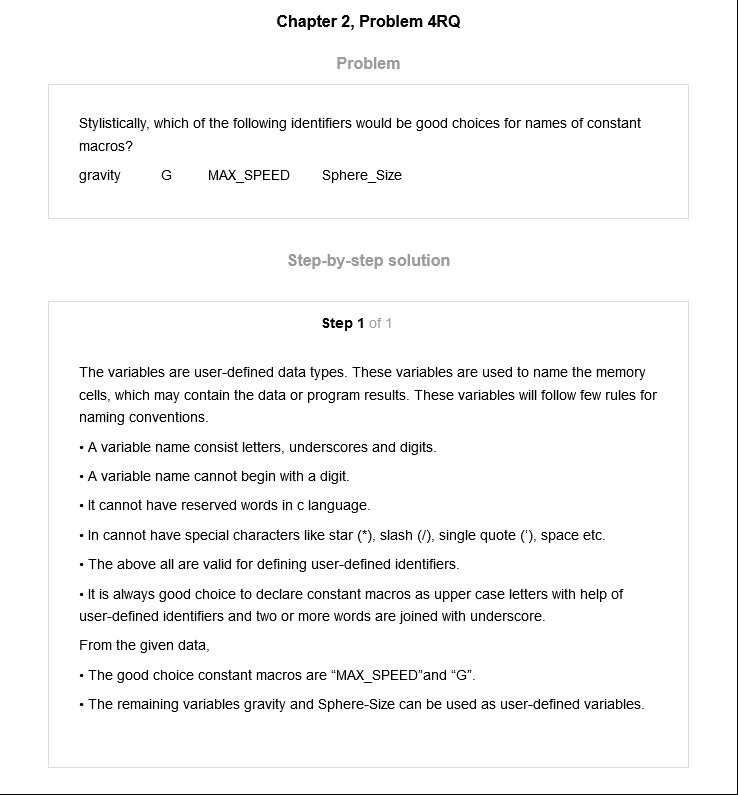 Chapter 2, Problem 4RQ
Problem
Stylistically, which of the following identifiers would be good choices for names of constant
macros?
gravity G MAX_SPEED Sphere_Size
Step-by-step solution
Step 1 of 1
The variables are user-defined data types. These variables are used to name the memory
cells, which may contain the data or program results. These variables will follow few rules for
naming conventions.
• A variable name consist letters, underscores and digits.
• A variable name cannot begin with a digit.
• It cannot have reserved words in c language.
• In cannot have special characters like star (*), slash (/), single quote (‘), space etc.
• The above all are valid for defining user-defined identifiers.
• It is always good choice to declare constant macros as upper case letters with help of
user-defined identifiers and two or more words are joined with underscore.
From the given data,
• The good choice constant macros are “MAX_SPEED”and “G”.
• The remaining variables gravity and Sphere-Size can be used as user-defined variables.